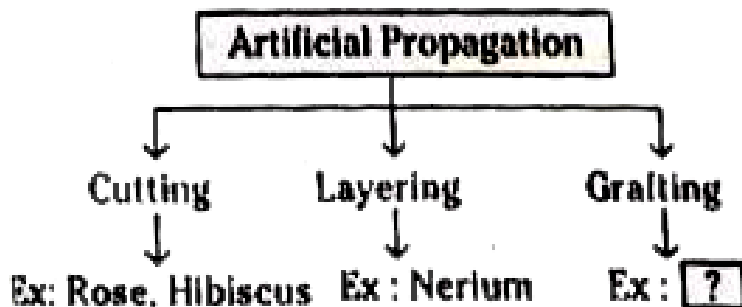 Artificial Propagation
Cutting Layering Grafting
Ex: Rose, Hibiscus Ex : Nerium Ex : ?